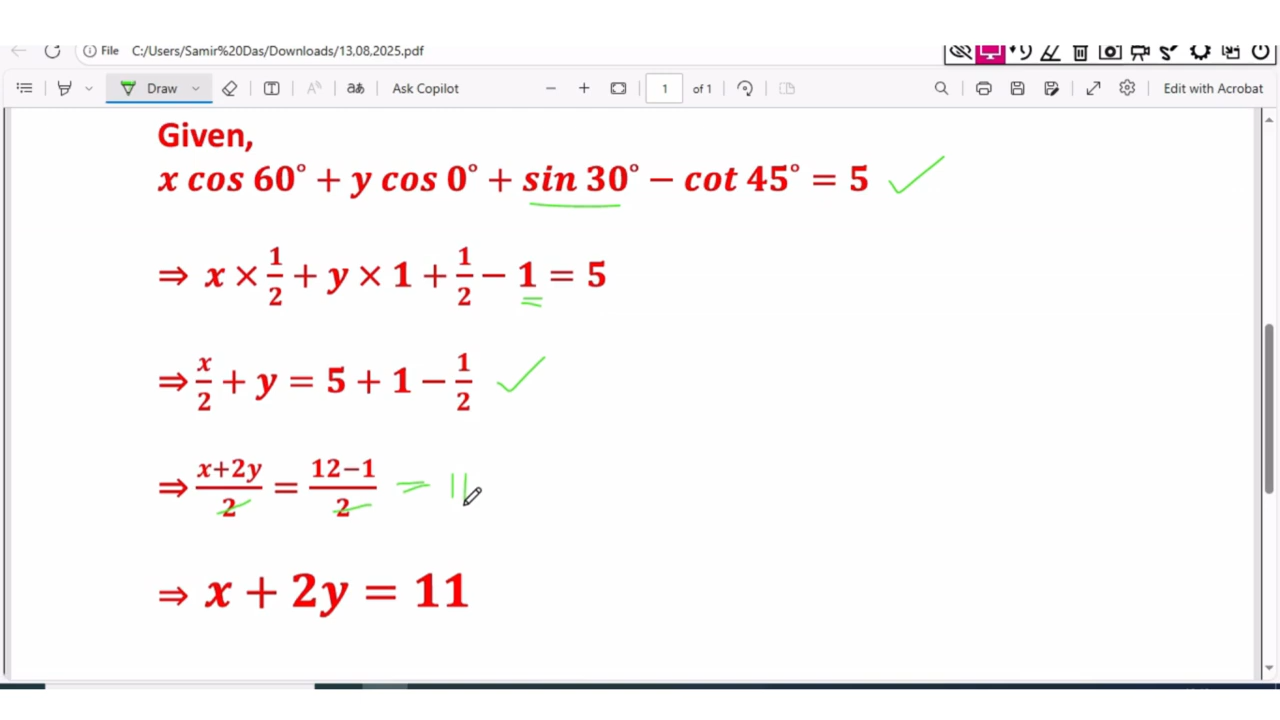 File C:/Users/Samir%20Das/Downloads/13,08,2025.pdf
Draw Ask Copilot 1 of 1 Edit with Acrobat
Given,
x cos 60° + y cos 0° + sin 30° − cot 45° = 5
⇒ x × 1/2 + y × 1 + 1/2 − 1 = 5
⇒ x/2 + y = 5 + 1 − 1/2
⇒ x+2y/2 = 12−1/2 = 11
⇒ x + 2y = 11